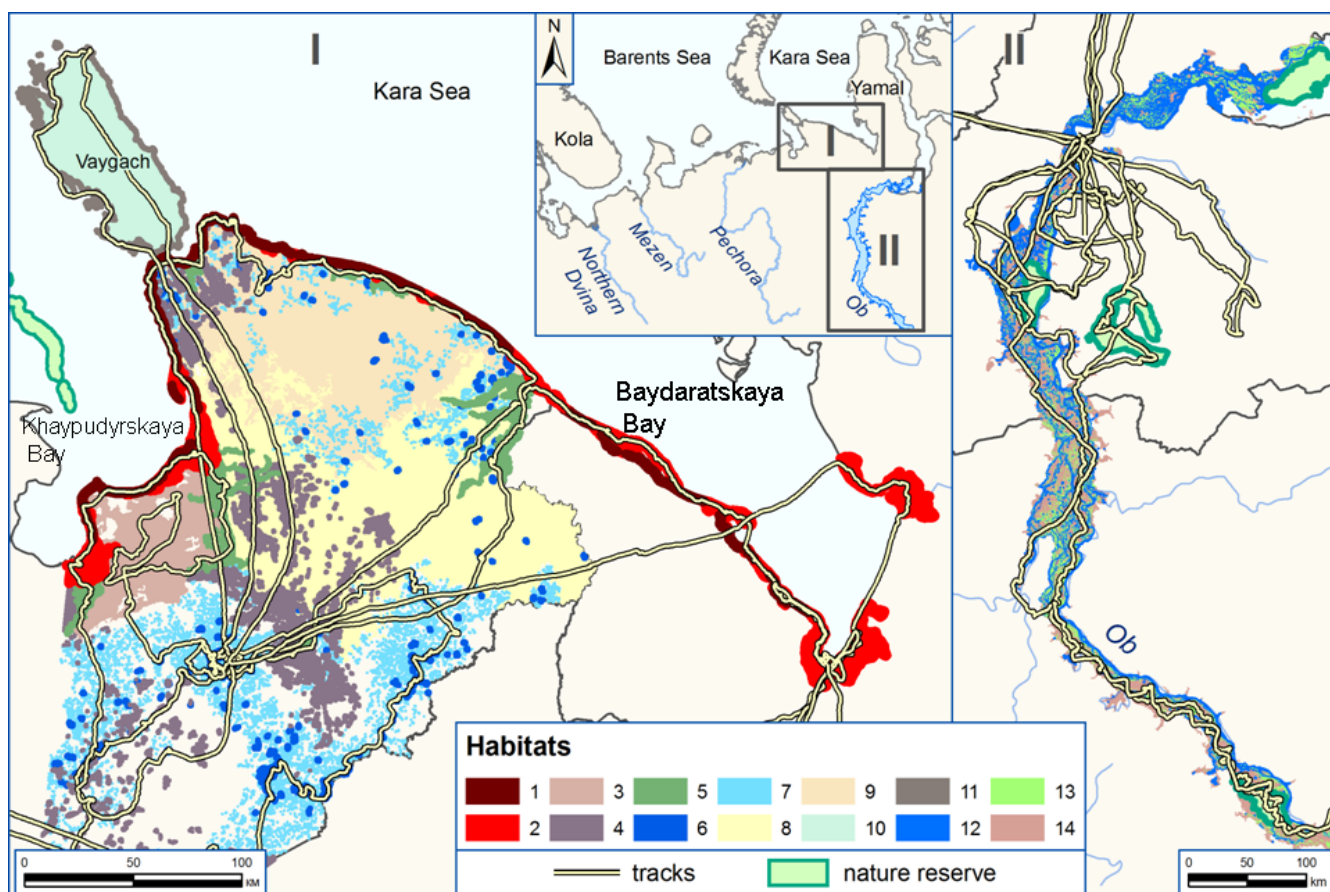 I
Kara Sea
Vaygach
Khaypudyrskaya
Bay
Baydaratskaya
Bay
0 50 100
км
N
Barents Sea
Kara Sea
Yamal
Kola
I
II
Northern
Dvina
Mezen
Pechora
Ob
II
Ob
0 50 100
km
Habitats
1 3 5 7 9 11 13
2 4 6 8 10 12 14
tracks nature reserve